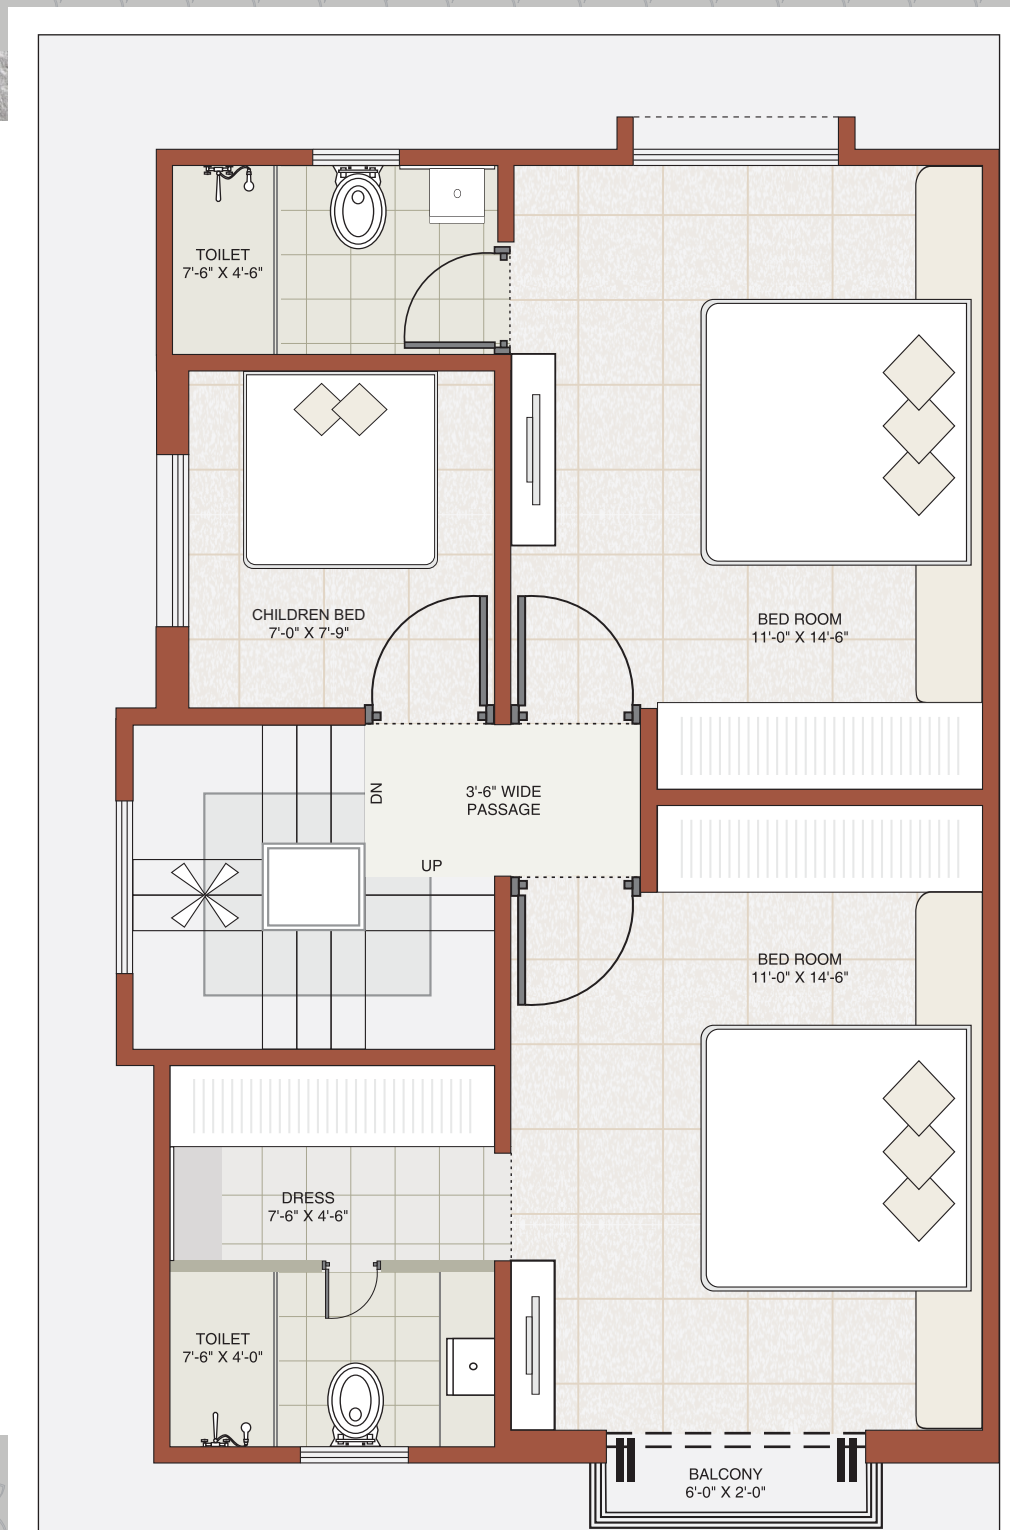 TOILET
7'-6" X 4'-6"
CHILDREN BED
7'-0" X 7'-9"
BED ROOM
11'-0" X 14'-6"
DN
3'-6" WIDE
PASSAGE
UP
BED ROOM
11'-0" X 14'-6"
DRESS
7'-6" X 4'-6"
TOILET
7'-6" X 4'-0"
BALCONY
6'-0" X 2'-0"